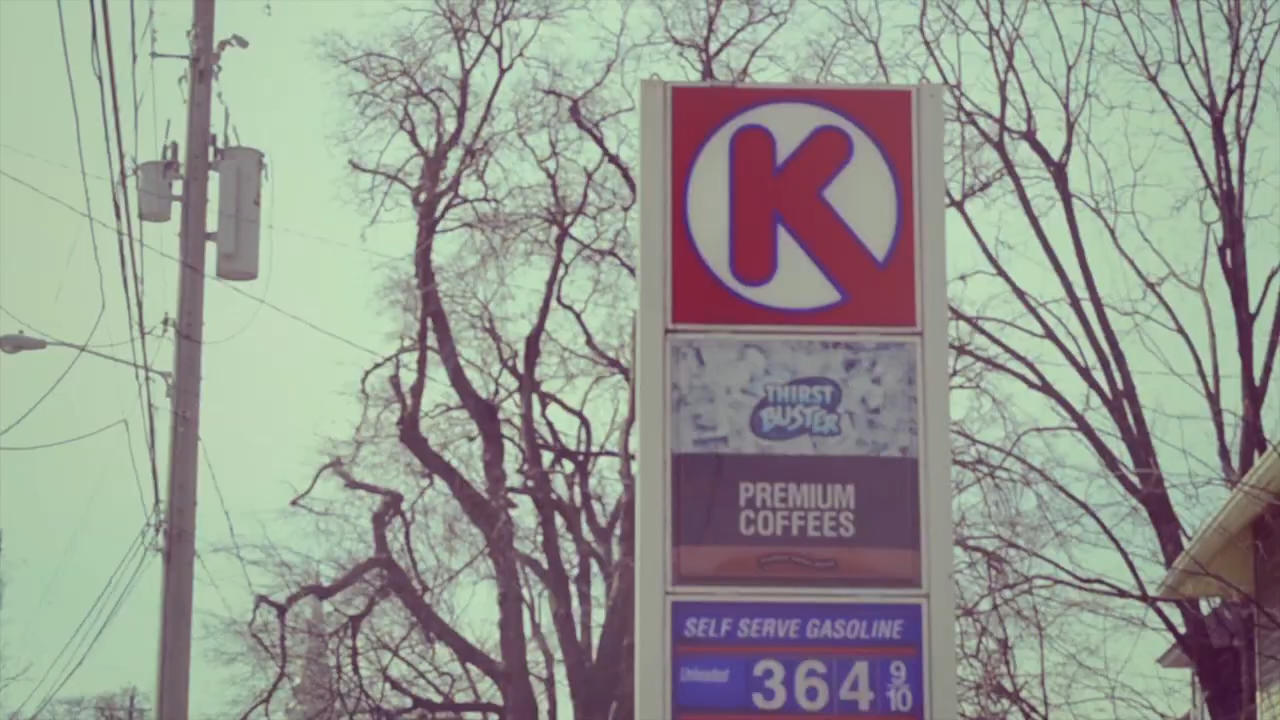 K
THIRST
BUSTER
PREMIUM
COFFEES
SELF SERVE GASOLINE
Unleaded 364 9/10